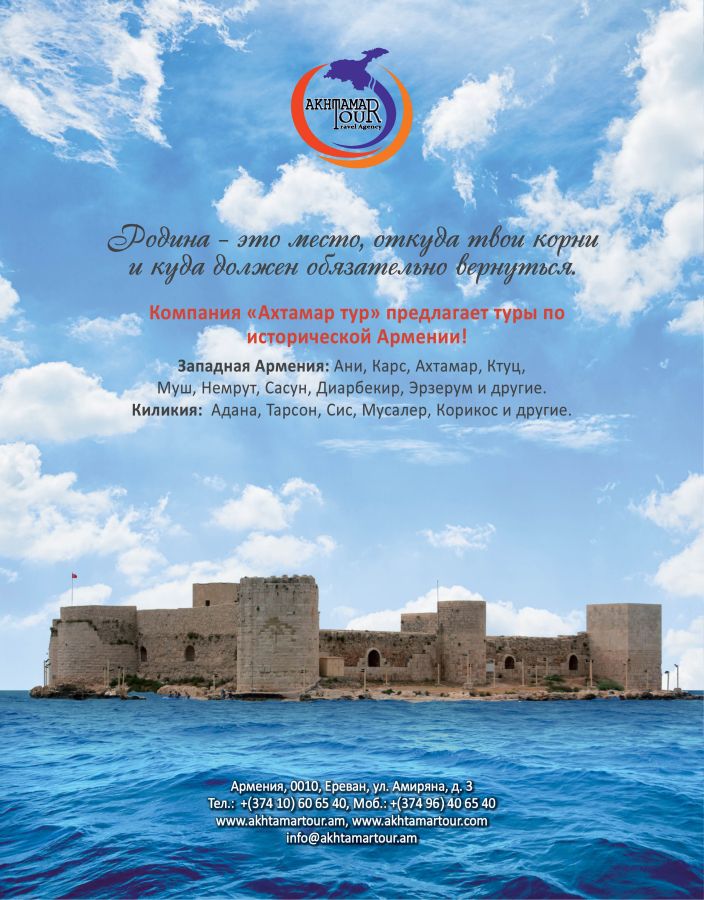 AKHTAMAR
TOUR
Travel Agency
Родина - это место, откуда твои корни
и куда должен обязательно вернуться.
Компания «Ахтамар тур» предлагает туры по
исторической Армении!
Западная Армения: Ани, Карс, Ахтамар, Ктуц,
Муш, Немрут, Сасун, Диарбекир, Эрзерум и другие.
Киликия: Адана, Тарсон, Сис, Мусалер, Корикос и другие.
Армения, 0010, Ереван, ул. Амиряна, д. 3
Тел.: +(374 10) 60 65 40, Моб.: +(374 96) 40 65 40
www.akhtamartour.am, www.akhtamartour.com
info@akhtamartour.am